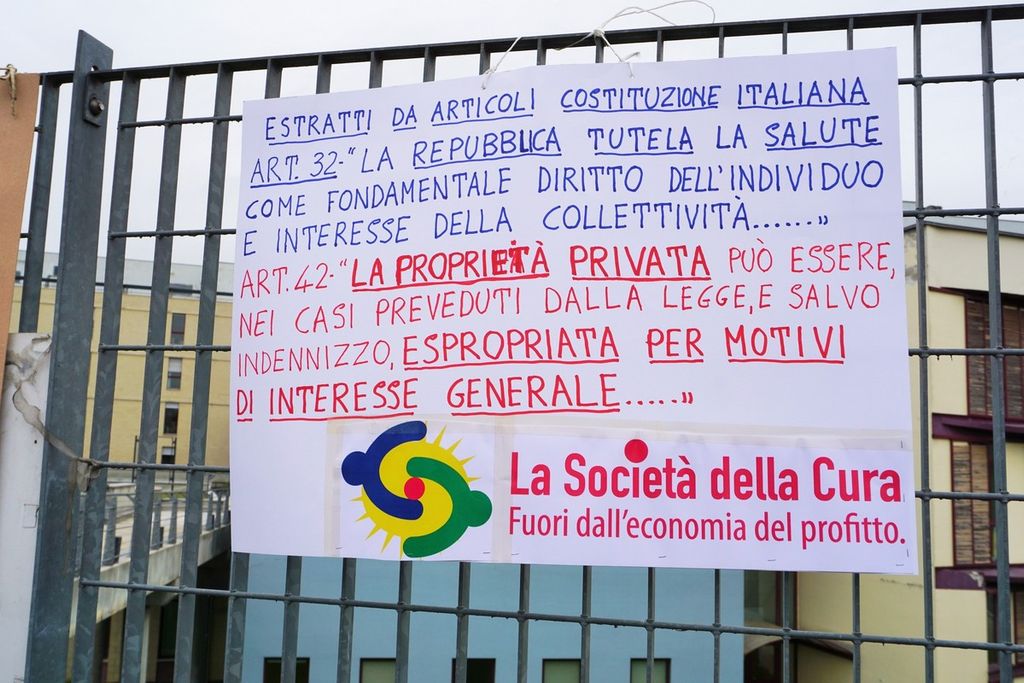 ESTRATTI DA ARTICOLI COSTITUZIONE ITALIANA
ART. 32-"LA REPUBBLICA TUTELA LA SALUTE
COME FONDAMENTALE DIRITTO DELL'INDIVIDUO
E INTERESSE DELLA COLLETTIVITÀ.......»
ART. 42-"LA PROPRIETÀ PRIVATA PUÒ ESSERE,
NEI CASI PREVEDUTI DALLA LEGGE, E SALVO
INDENNIZZO, ESPROPRIATA PER MOTIVI
DI INTERESSE GENERALE.....»
La Società della Cura
Fuori dall'economia del profitto.